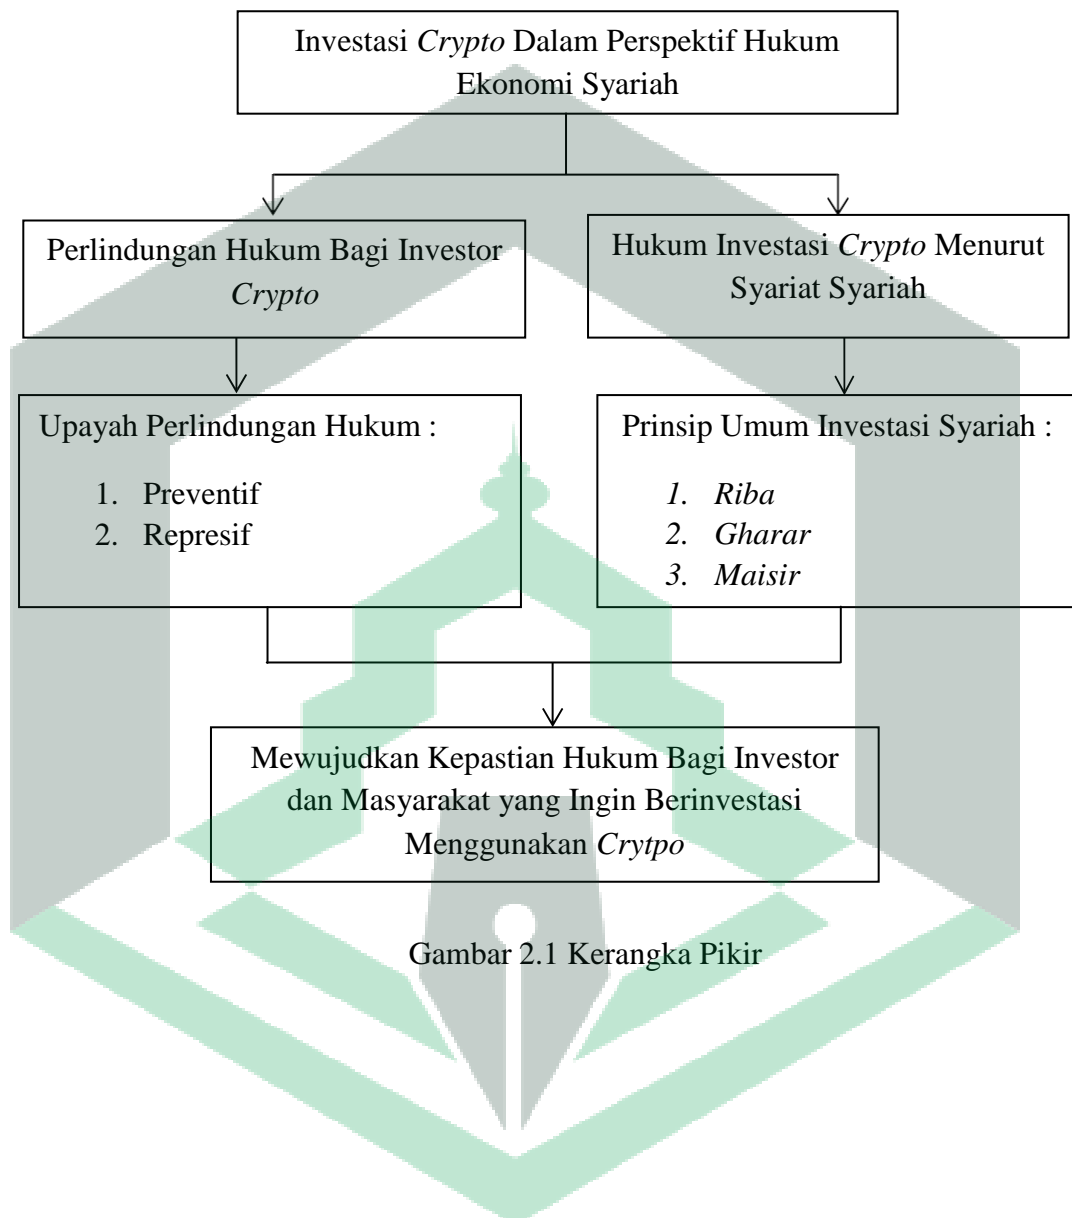 Investasi Crypto Dalam Perspektif Hukum
Ekonomi Syariah
Perlindungan Hukum Bagi Investor
Crypto
Hukum Investasi Crypto Menurut
Syariat Syariah
Upayah Perlindungan Hukum :
1. Preventif
2. Represif
Prinsip Umum Investasi Syariah :
1. Riba
2. Gharar
3. Maisir
Mewujudkan Kepastian Hukum Bagi Investor
dan Masyarakat yang Ingin Berinvestasi
Menggunakan Crytpo
Gambar 2.1 Kerangka Pikir